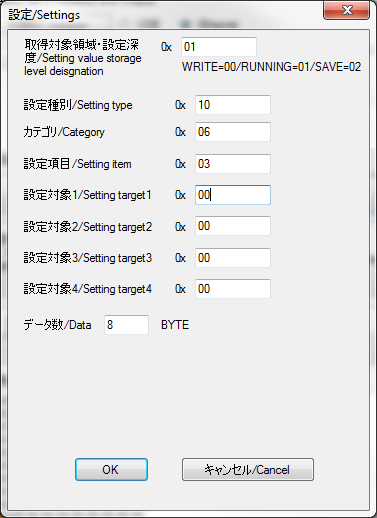 設定/Settings
取得対象領域・設定深
度/Setting value storage
level deisgnation
0x 01
WRITE=00/RUNNING=01/SAVE=02
設定種別/Setting type 0x 10
カテゴリ/Category 0x 06
設定項目/Setting item 0x 03
設定対象1/Setting target1 0x 00
設定対象2/Setting target2 0x 00
設定対象3/Setting target3 0x 00
設定対象4/Setting target4 0x 00
データ数/Data 8 BYTE
OK キャンセル/Cancel